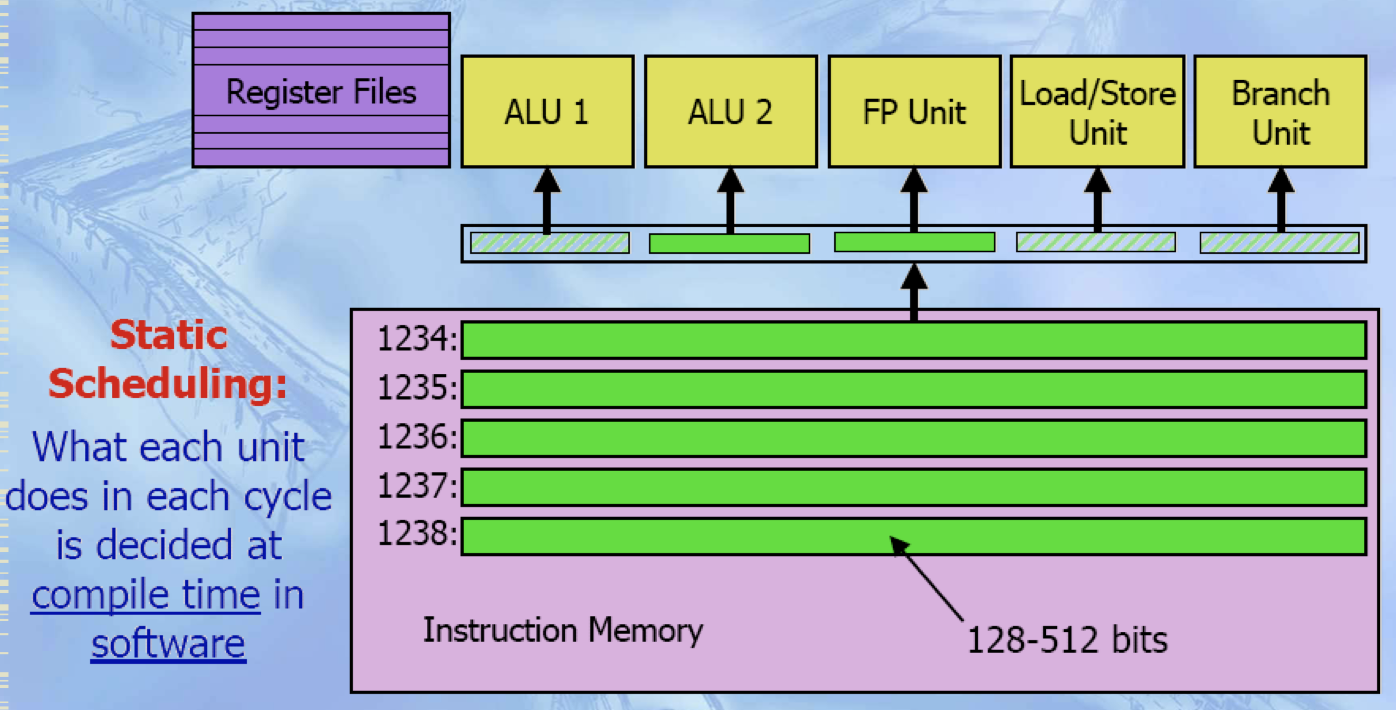 Register Files
ALU 1
ALU 2
FP Unit
Load/Store
Unit
Branch
Unit
Static
Scheduling:
What each unit
does in each cycle
is decided at
compile time in
software
1234:
1235:
1236:
1237:
1238:
Instruction Memory
128-512 bits